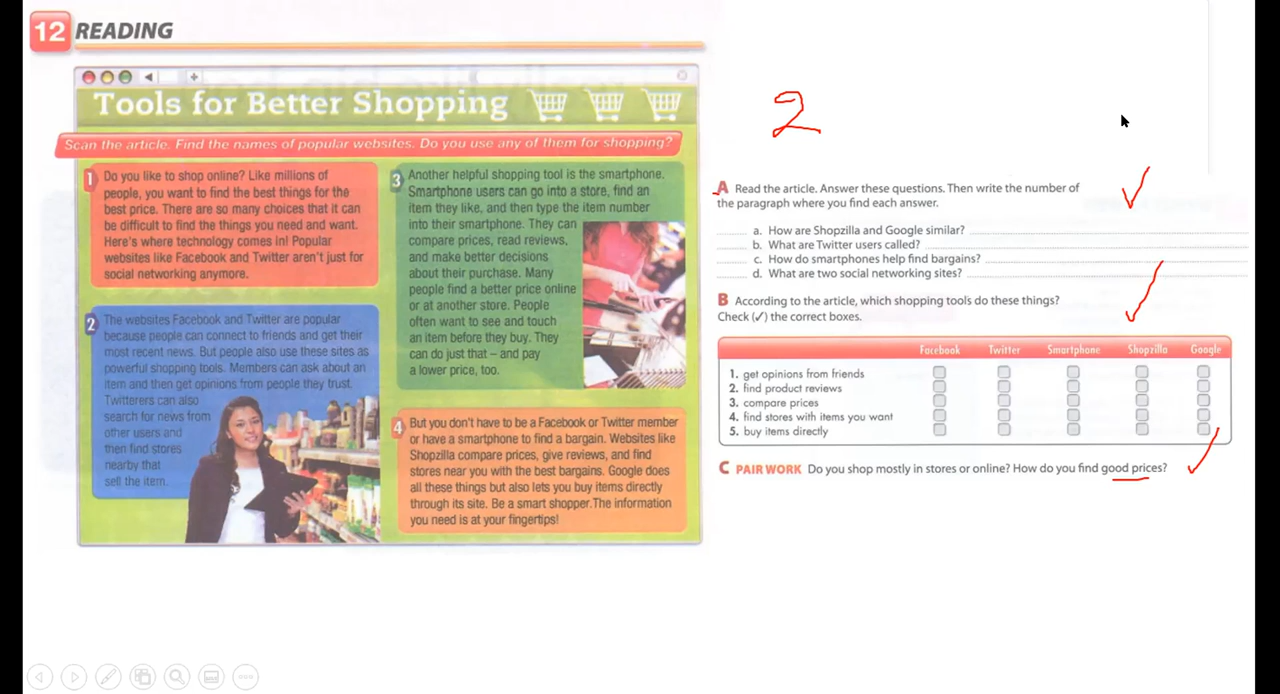 12 READING
Tools for Better Shopping
Scan the article. Find the names of popular websites. Do you use any of them for shopping?
1 Do you like to shop online? Like millions of
people, you want to find the best things for the
best price. There are so many choices that it can
be difficult to find the things you need and want.
Here's where technology comes in! Popular
websites like Facebook and Twitter aren't just for
social networking anymore.
2 The websites Facebook and Twitter are popular
because people can connect to friends and get their
most recent news. But people also use these sites as
powerful shopping tools. Members can ask about an
item and then get opinions from people they trust.
Twitterers can also
search for news from
other users and
then find stores
nearby that
sell the item.
3 Another helpful shopping tool is the smartphone.
Smartphone users can go into a store, find an
item they like, and then type the item number
into their smartphone. They can
compare prices, read reviews,
and make better decisions
about their purchase. Many
people find a better price online
or at another store. People
often want to see and touch
an item before they buy. They
can do just that – and pay
a lower price, too.
4 But you don't have to be a Facebook or Twitter member
or have a smartphone to find a bargain. Websites like
Shopzilla compare prices, give reviews, and find
stores near you with the best bargains. Google does
all these things but also lets you buy items directly
through its site. Be a smart shopper. The information
you need is at your fingertips!
2
A Read the article. Answer these questions. Then write the number of
the paragraph where you find each answer.
a. How are Shopzilla and Google similar?
b. What are Twitter users called?
c. How do smartphones help find bargains?
d. What are two social networking sites?
B According to the article, which shopping tools do these things?
Check (✓) the correct boxes.
Facebook Twitter Smartphone Shopzilla Google
1. get opinions from friends
2. find product reviews
3. compare prices
4. find stores with items you want
5. buy items directly
C PAIR WORK Do you shop mostly in stores or online? How do you find good prices?